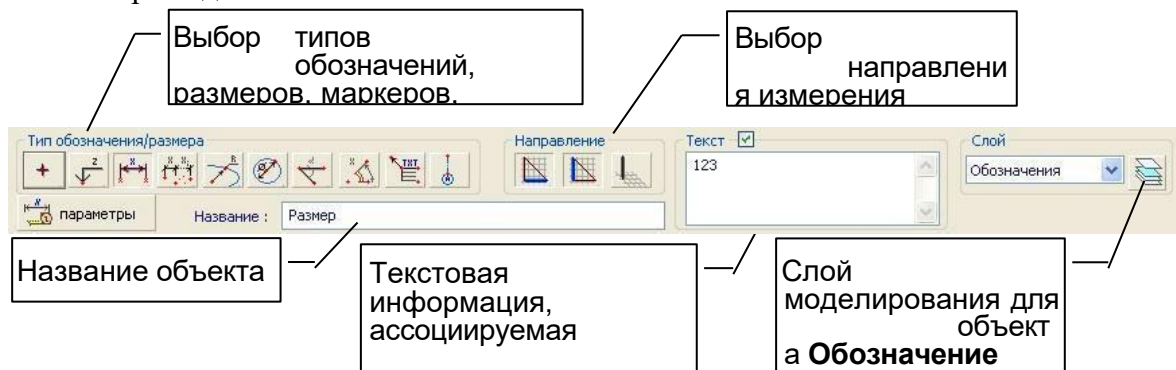 Выбор типов
обозначений,
размеров, маркеров,
Выбор
направлени
я измерения
Тип обозначения/размера
Направление
Текст
Слой
123
Обозначения
параметры
Название :
Размер
Название объекта
Текстовая
информация,
ассоциируемая
Слой
моделирования для
объект
а Обозначение